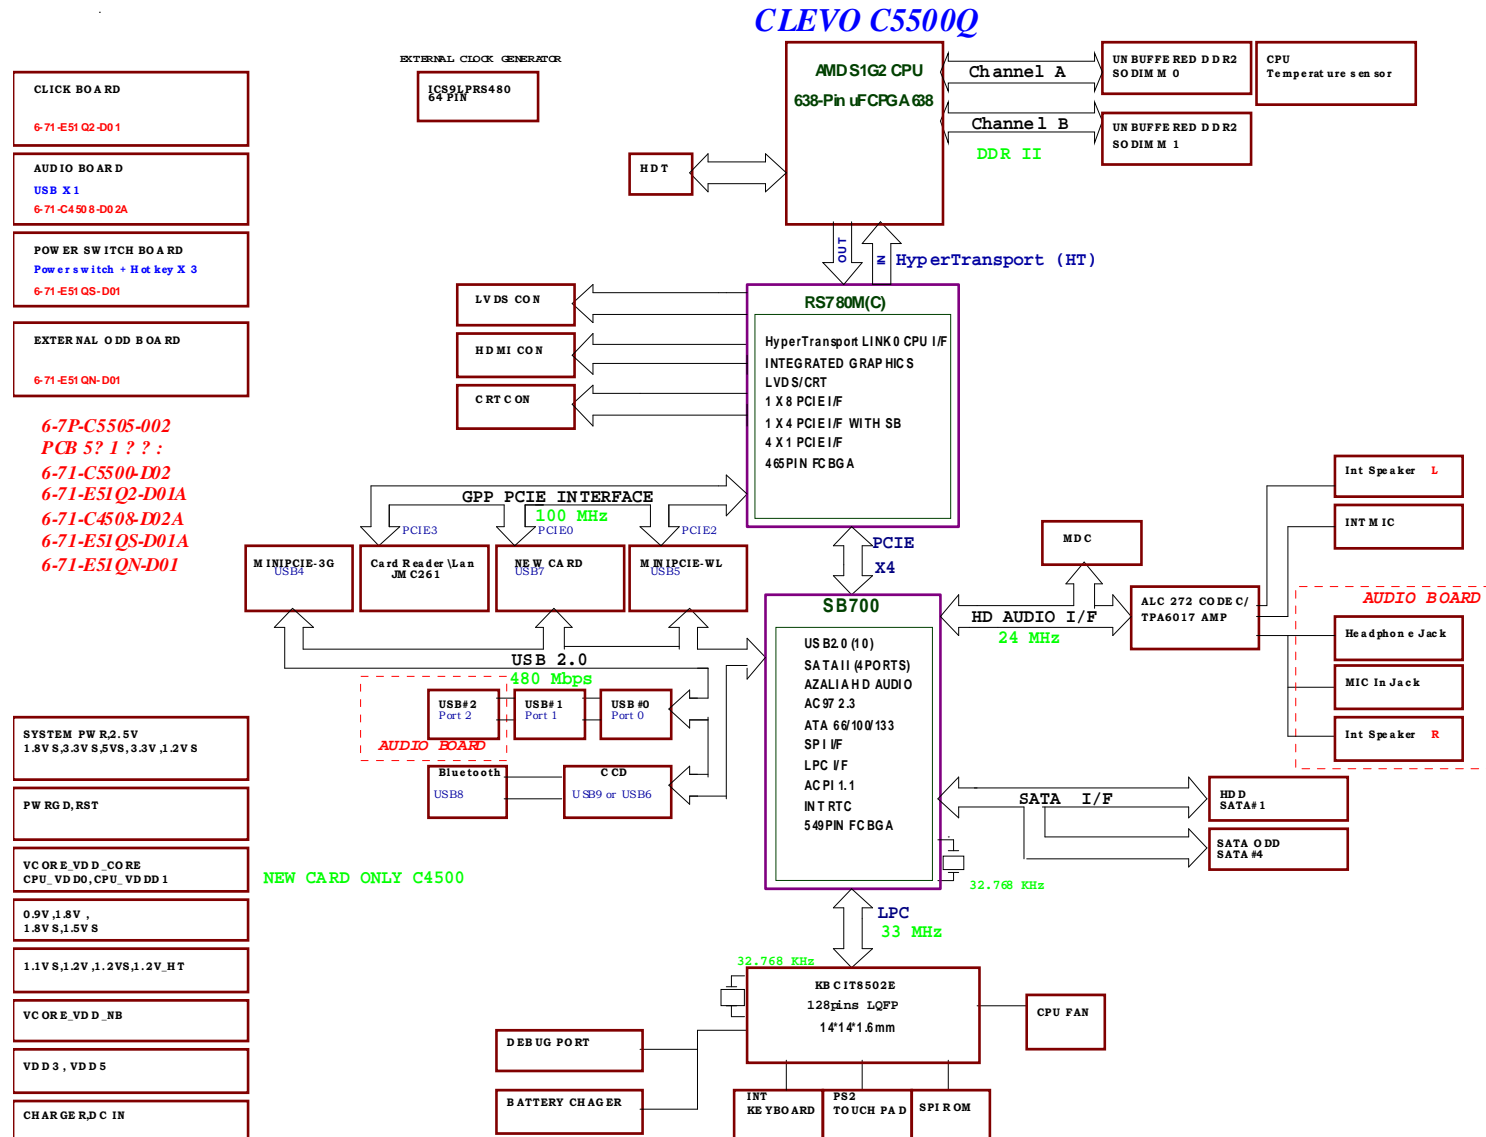 CLEVO C5500Q
EXTERNAL CLOCK GENERATOR
ICS9LPRS480
64 PIN
AMD S1G2 CPU
638-Pin uFCPGA638
Channel A
Channel B
DDR II
UNBUFFERED DDR2
SODIMM 0
UNBUFFERED DDR2
SODIMM 1
CPU
Temperature sensor
HDT
OUT
IN
HyperTransport (HT)
CLICK BOARD
6-71-E51Q2-D01
AUDIO BOARD
USB X 1
6-71-C4508-D02A
POWER SWITCH BOARD
Power switch + Hotkey X 3
6-71-E51QS-D01
EXTERNAL ODD BOARD
6-71-E51QN-D01
6-7P-C5505-002
PCB 5? 1 ? ? :
6-71-C5500-D02
6-71-E51Q2-D01A
6-71-C4508-D02A
6-71-E51QS-D01A
6-71-E51QN-D01
LVDS CON
HDMI CON
CRT CON
RS780M(C)
HyperTransport LINK0 CPU I/F
INTEGRATED GRAPHICS
LVDS/CRT
1 X 8 PCIE I/F
1 X 4 PCIE I/F WITH SB
4 X 1 PCIE I/F
465PIN FCBGA
GPP PCIE INTERFACE
100 MHz
PCIE3
PCIE0
PCIE2
MINIPCIE-3G
USB4
Card Reader\Lan
JMC261
NEW CARD
USB7
MINIPCIE-WL
USB5
PCIE
X4
SB700
USB2.0 (10)
SATAII (4PORTS)
AZALIA HD AUDIO
AC97 2.3
ATA 66/100/133
SPI I/F
LPC I/F
ACPI 1.1
INT RTC
549PIN FCBGA
USB 2.0
480 Mbps
USB#2
Port 2
USB#1
Port 1
USB #0
Port 0
AUDIO BOARD
Bluetooth
USB8
CCD
USB9 or USB6
MDC
HD AUDIO I/F
24 MHz
ALC 272 CODEC/
TPA6017 AMP
Int Speaker L
INT MIC
AUDIO BOARD
Headphone Jack
MIC In Jack
Int Speaker R
SATA I/F
HDD
SATA#1
SATA ODD
SATA #4
32.768 KHz
SYSTEM PWR,2.5V
1.8VS,3.3VS,5VS,3.3V,1.2VS
PWRGD,RST
VCORE_VDD_CORE
CPU_VDD0,CPU_VDDD1
0.9V,1.8V ,
1.8VS,1.5VS
1.1VS,1.2V,1.2VS,1.2V_HT
VCORE_VDD_NB
VDD3 , VDD5
CHARGER,DC IN
NEW CARD ONLY C4500
LPC
33 MHz
32.768 KHz
KBC IT8502E
128pins LQFP
14*14*1.6mm
CPU FAN
DEBUG PORT
BATTERY CHAGER
INT
KEYBOARD
PS2
TOUCH PAD
SPI ROM